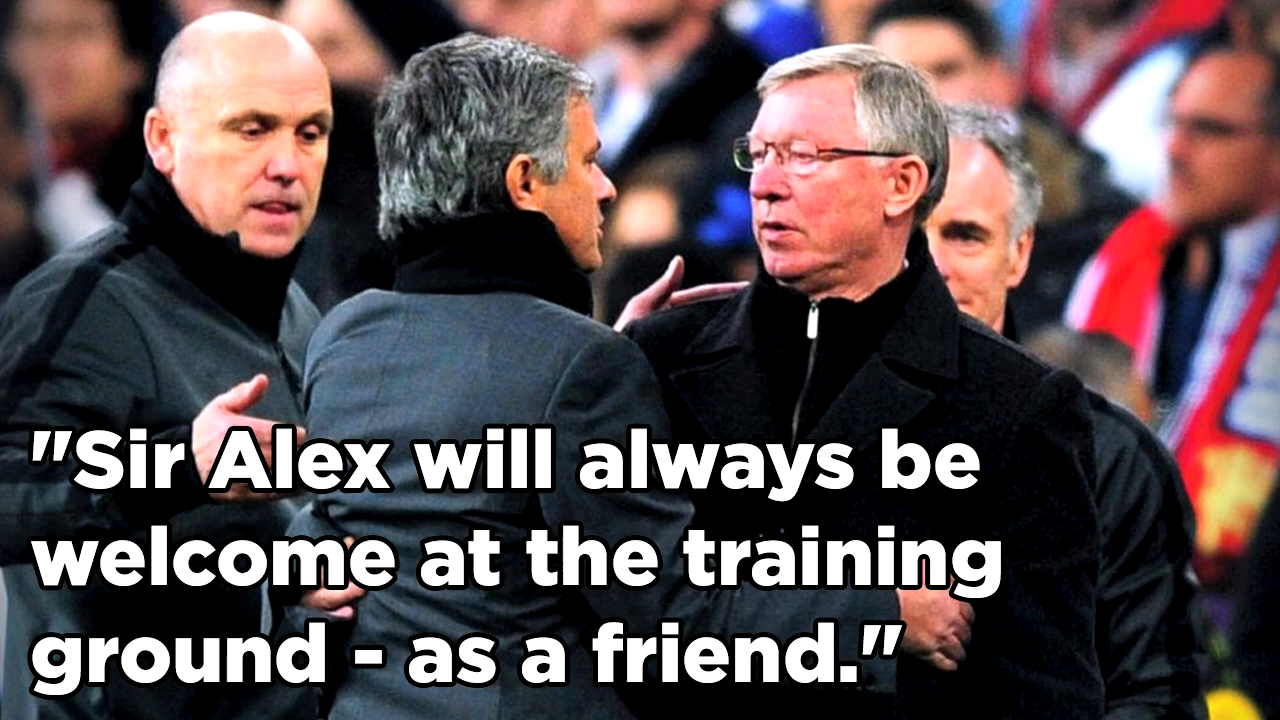 "Sir Alex will always be
welcome at the training
ground - as a friend."